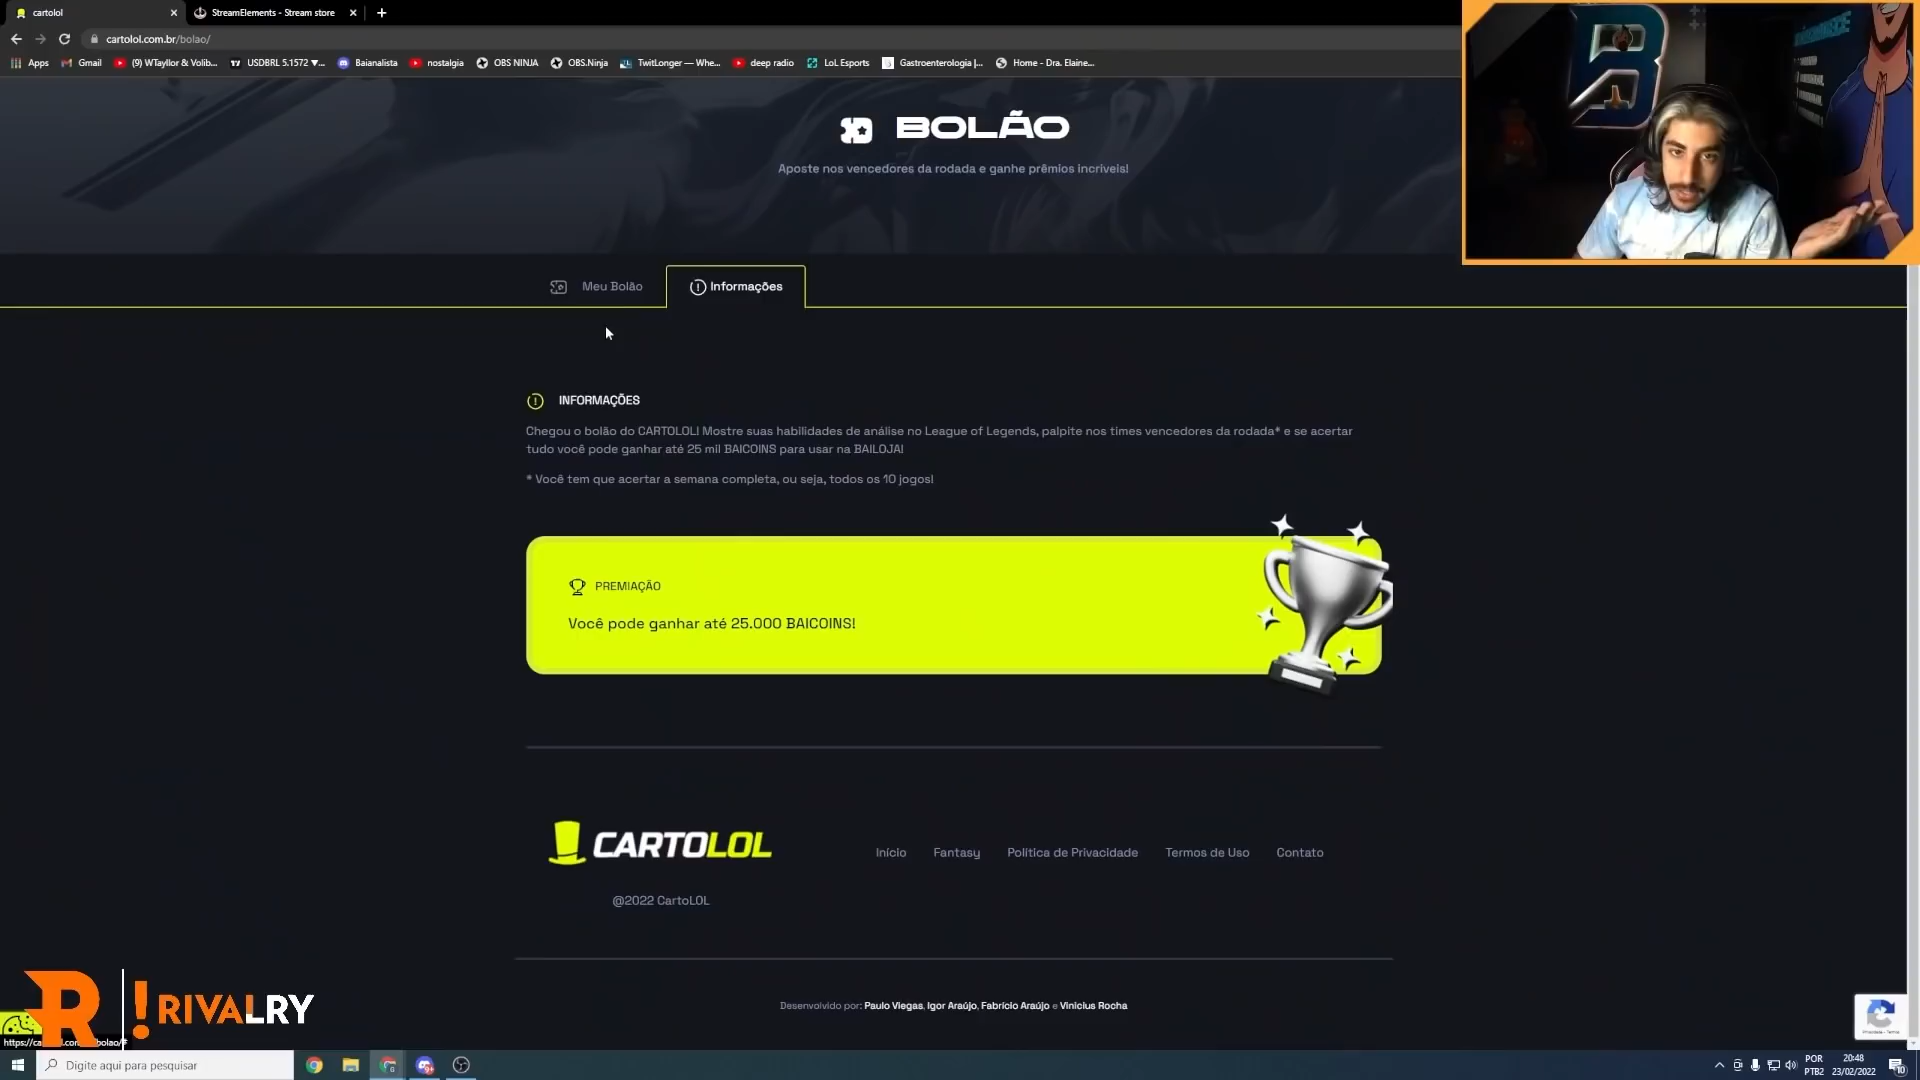 cartolol
StreamElements - Stream store
cartolol.com.br/bolao/
Apps
Gmail
(9) WTayllor & Volib...
USDBRL 5.1572 ▼...
Baianalista
nostalgia
OBS NINJA
OBS.Ninja
TwitLonger — Whe...
deep radio
LoL Esports
Gastroenterologia |...
Home - Dra. Elaine...
BOLÃO
Aposte nos vencedores da rodada e ganhe prêmios incríveis!
Meu Bolão
Informações
INFORMAÇÕES
Chegou o bolão do CARTOLOL! Mostre suas habilidades de análise no League of Legends, palpite nos times vencedores da rodada* e se acertar
tudo você pode ganhar até 25 mil BAICOINS para usar na BAILOJA!
* Você tem que acertar a semana completa, ou seja, todos os 10 jogos!
PREMIAÇÃO
Você pode ganhar até 25.000 BAICOINS!
CARTOLOL
Início
Fantasy
Política de Privacidade
Termos de Uso
Contato
@2022 CartoLOL
Desenvolvido por: Paulo Viegas, Igor Araújo, Fabrício Araújo e Vinicius Rocha
R !RIVALRY
Privacidade - Termos
Digite aqui para pesquisar
POR
PTB2
20:48
23/02/2022
10